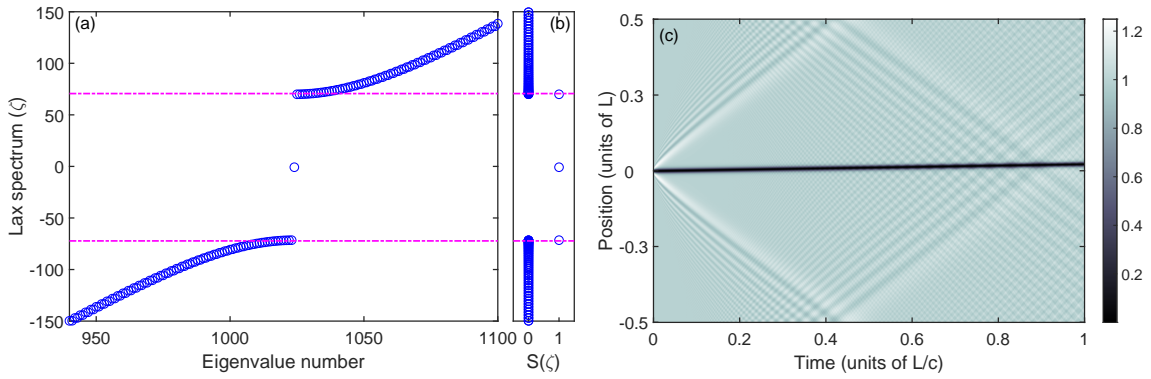 (a)
150
100
50
0
-50
-100
-150
Lax spectrum (ζ)
950
1000
1050
1100
Eigenvalue number
(b)
0 1
S(ζ)
(c)
0.5
0.3
0
-0.3
-0.5
Position (units of L)
0 0.2 0.4 0.6 0.8 1
Time (units of L/c)
1.2
1
0.8
0.6
0.4
0.2